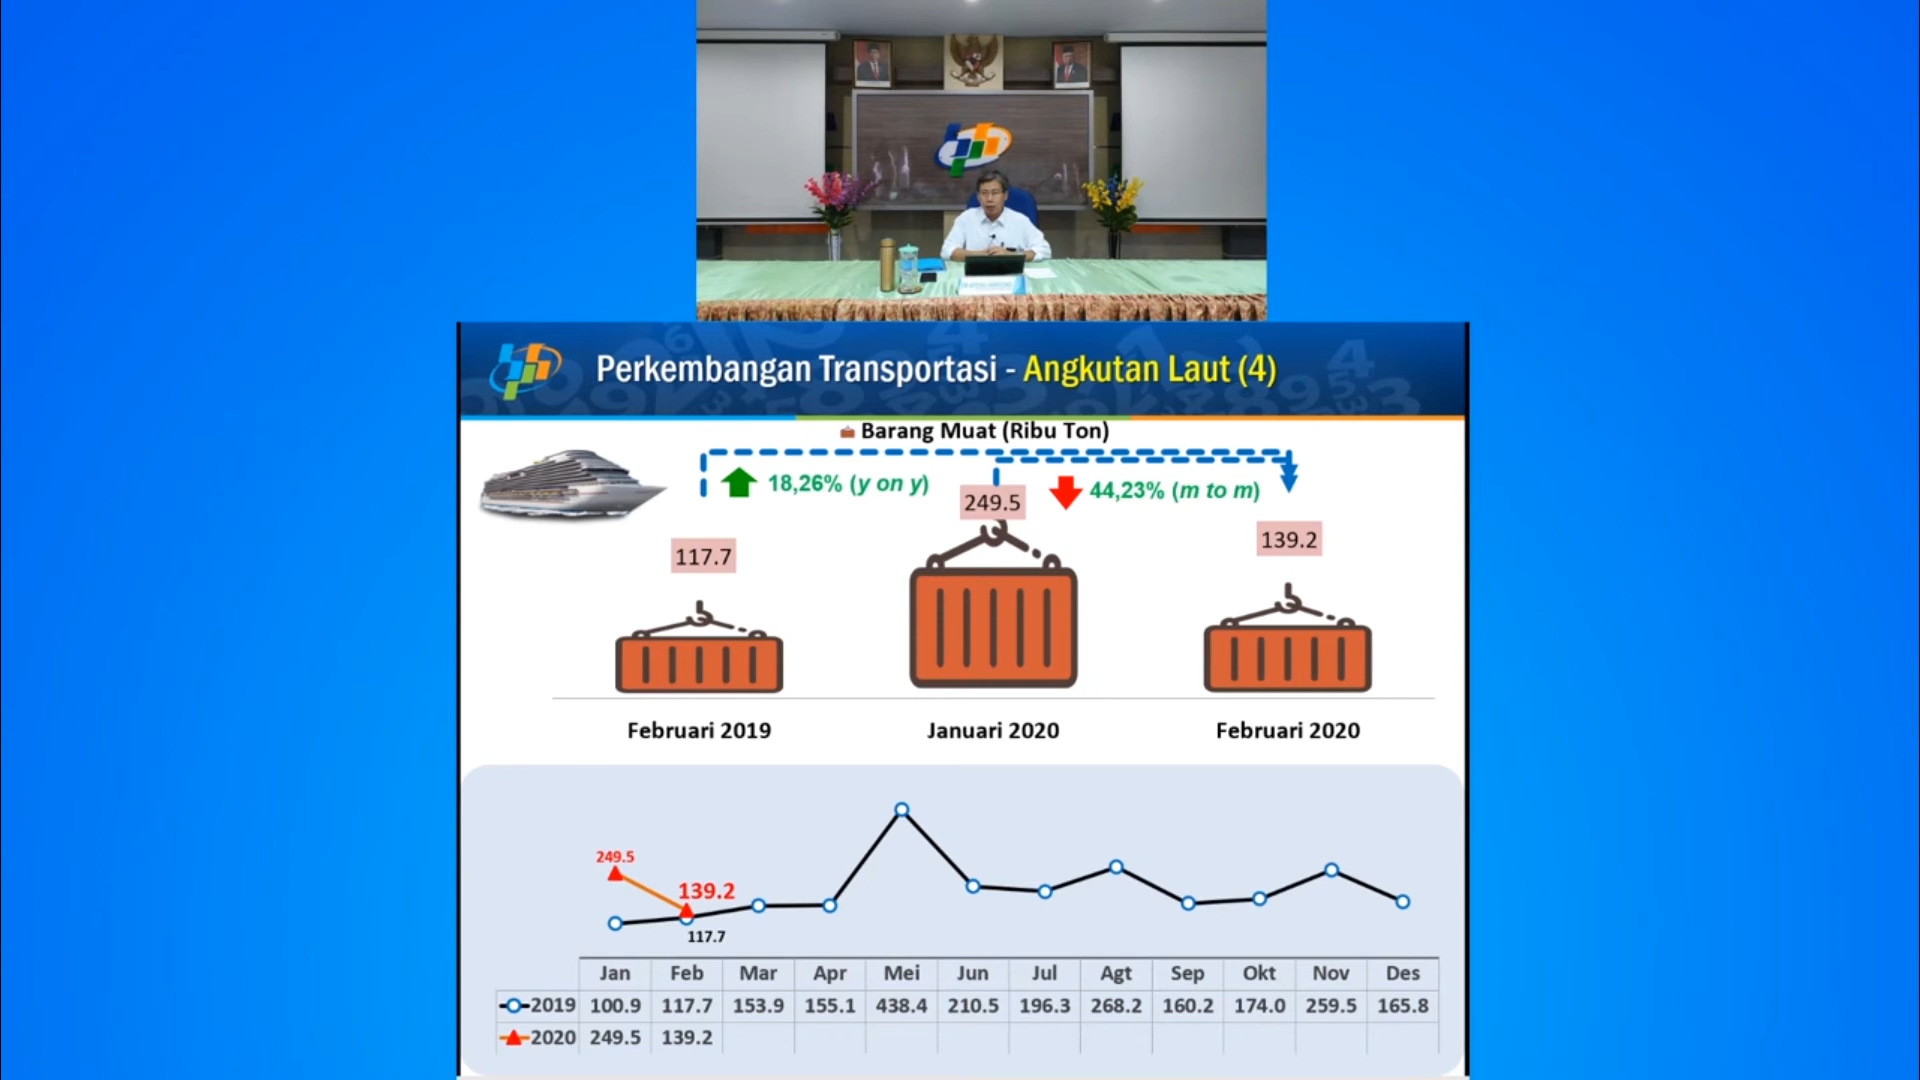 Perkembangan Transportasi - Angkutan Laut (4)
Barang Muat (Ribu Ton)
18,26% (y on y)
44,23% (m to m)
249.5
117.7
139.2
Februari 2019
Januari 2020
Februari 2020
249.5
139.2
117.7
Jan Feb Mar Apr Mei Jun Jul Agt Sep Okt Nov Des
2019 100.9 117.7 153.9 155.1 438.4 210.5 196.3 268.2 160.2 174.0 259.5 165.8
2020 249.5 139.2